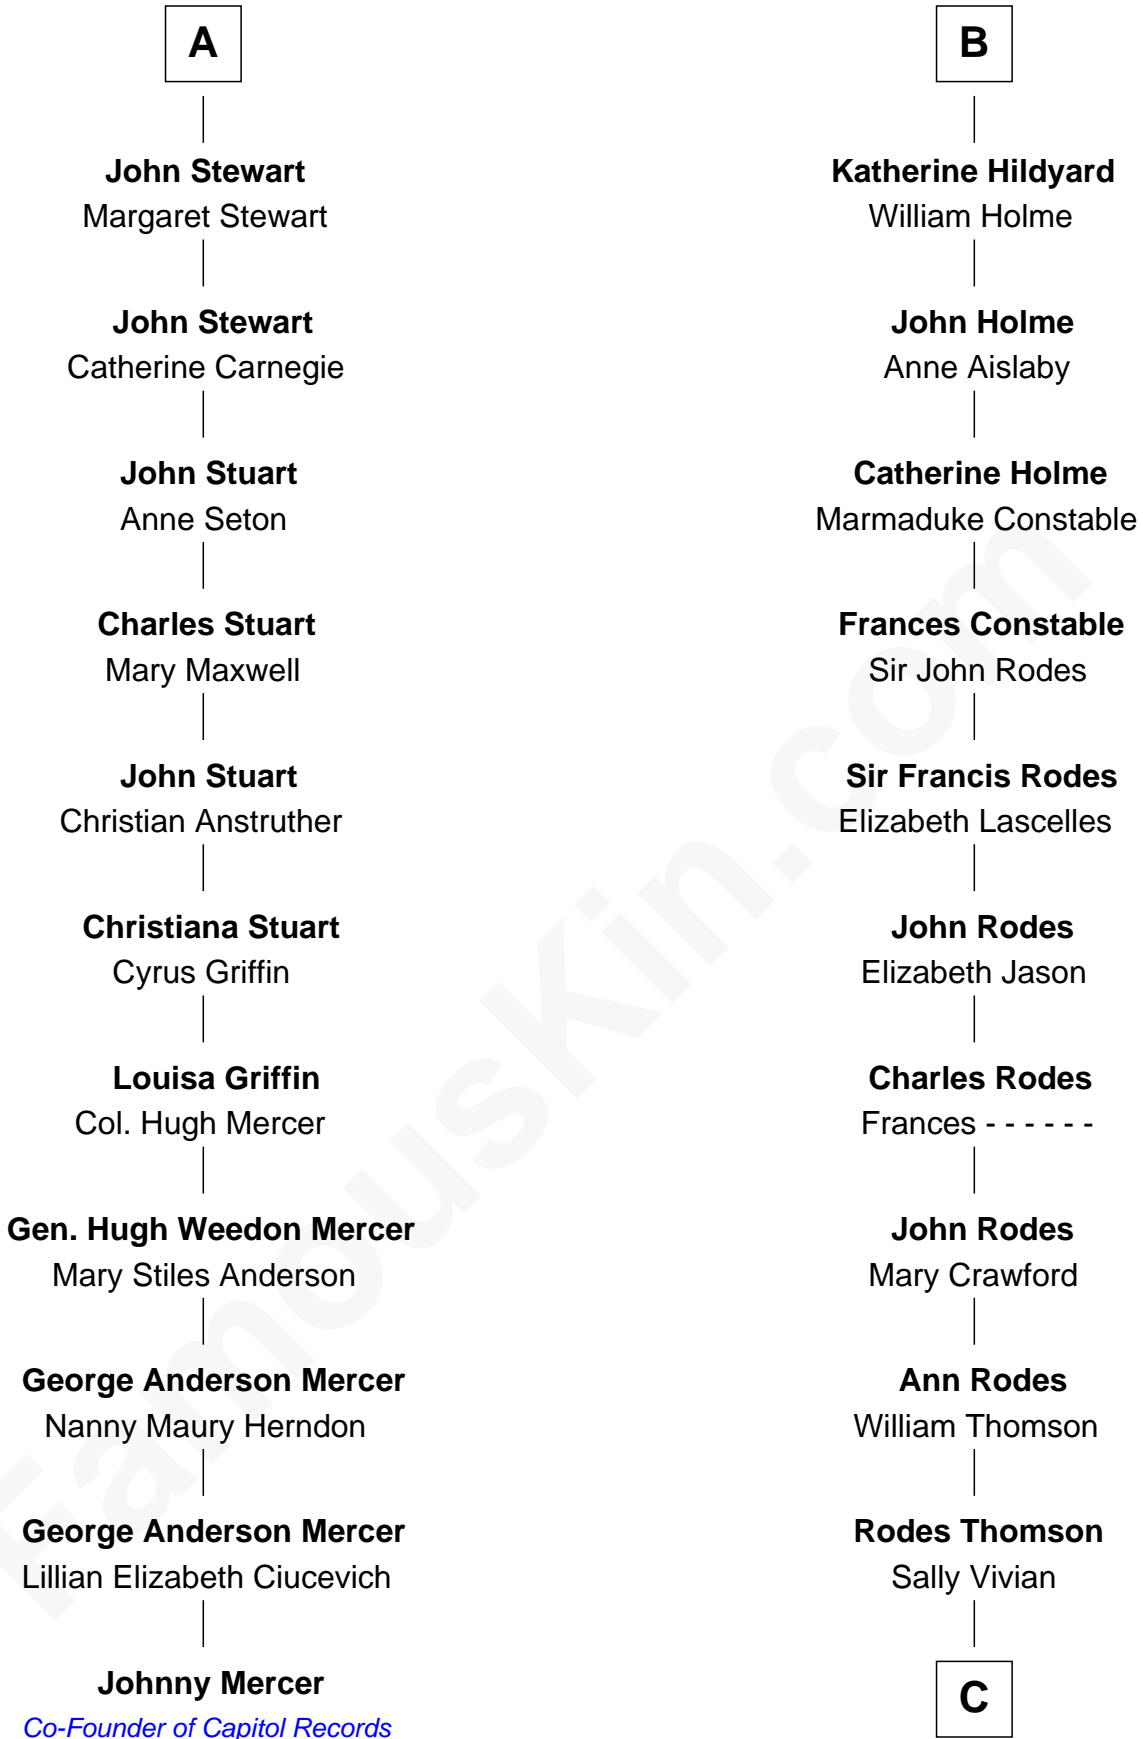 A
John Stewart
Margaret Stewart
John Stewart
Catherine Carnegie
John Stuart
Anne Seton
Charles Stuart
Mary Maxwell
John Stuart
Christian Anstruther
Christiana Stuart
Cyrus Griffin
Louisa Griffin
Col. Hugh Mercer
Gen. Hugh Weedon Mercer
Mary Stiles Anderson
George Anderson Mercer
Nanny Maury Herndon
George Anderson Mercer
Lillian Elizabeth Ciucevich
Johnny Mercer
Co-Founder of Capitol Records
B
Katherine Hildyard
William Holme
John Holme
Anne Aislaby
Catherine Holme
Marmaduke Constable
Frances Constable
Sir John Rodes
Sir Francis Rodes
Elizabeth Lascelles
John Rodes
Elizabeth Jason
Charles Rodes
Frances - - - - - -
John Rodes
Mary Crawford
Ann Rodes
William Thomson
Rodes Thomson
Sally Vivian
C
FamousKin.com